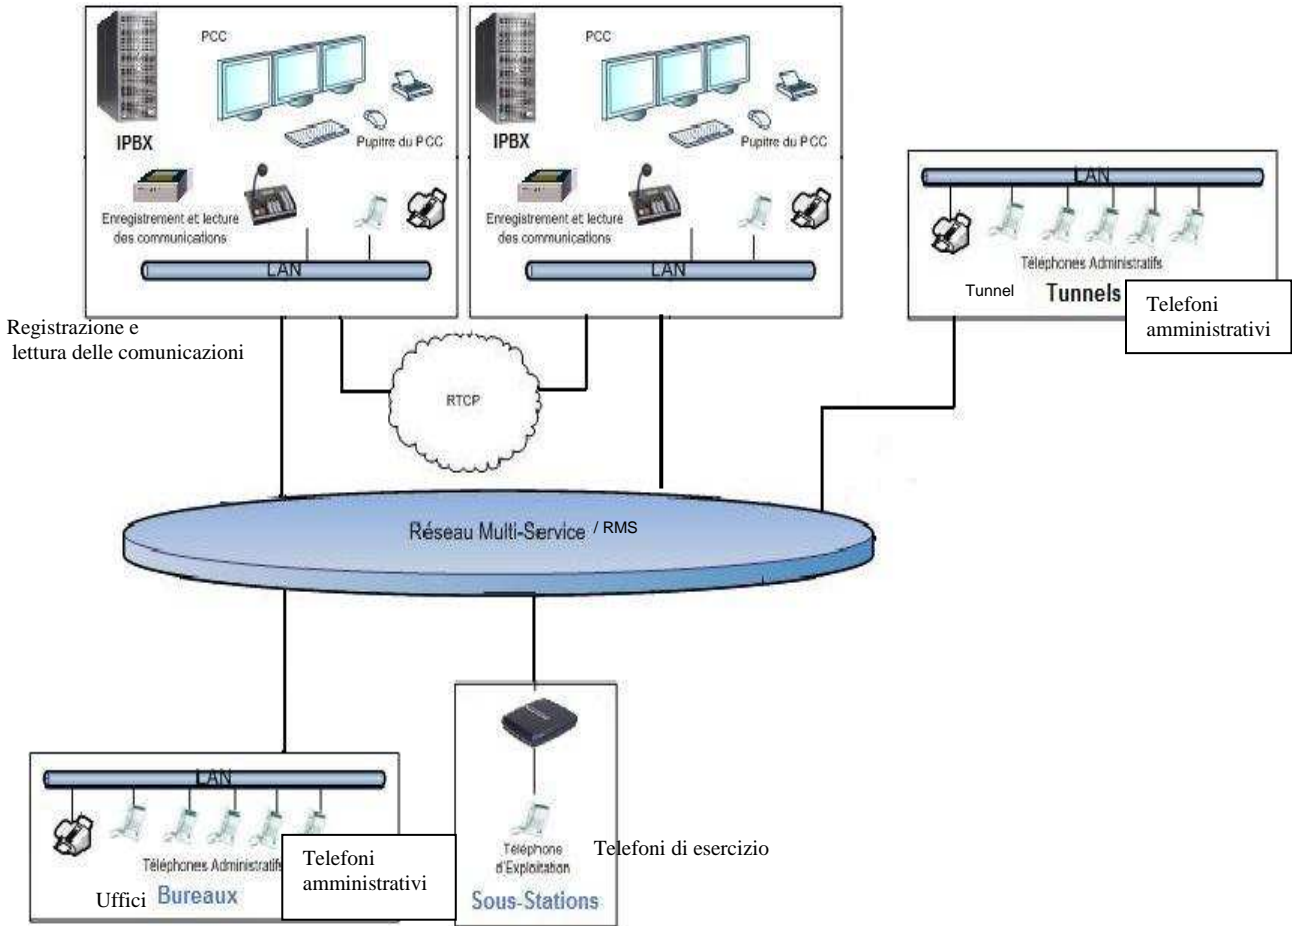 PCC
IPBX
Pupitre du PCC
Enregistrement et lecture
des communications
LAN
PCC
IPBX
Pupitre du PCC
Enregistrement et lecture
des communications
LAN
LAN
Téléphones Administratifs
Tunnel Tunnels
Telefoni
amministrativi
Registrazione e
lettura delle comunicazioni
RTCP
Réseau Multi-Service / RMS
LAN
Téléphones Administratifs
Uffici Bureaux
Telefoni
amministrativi
Téléphone
d'Exploitation
Telefoni di esercizio
Sous-Stations